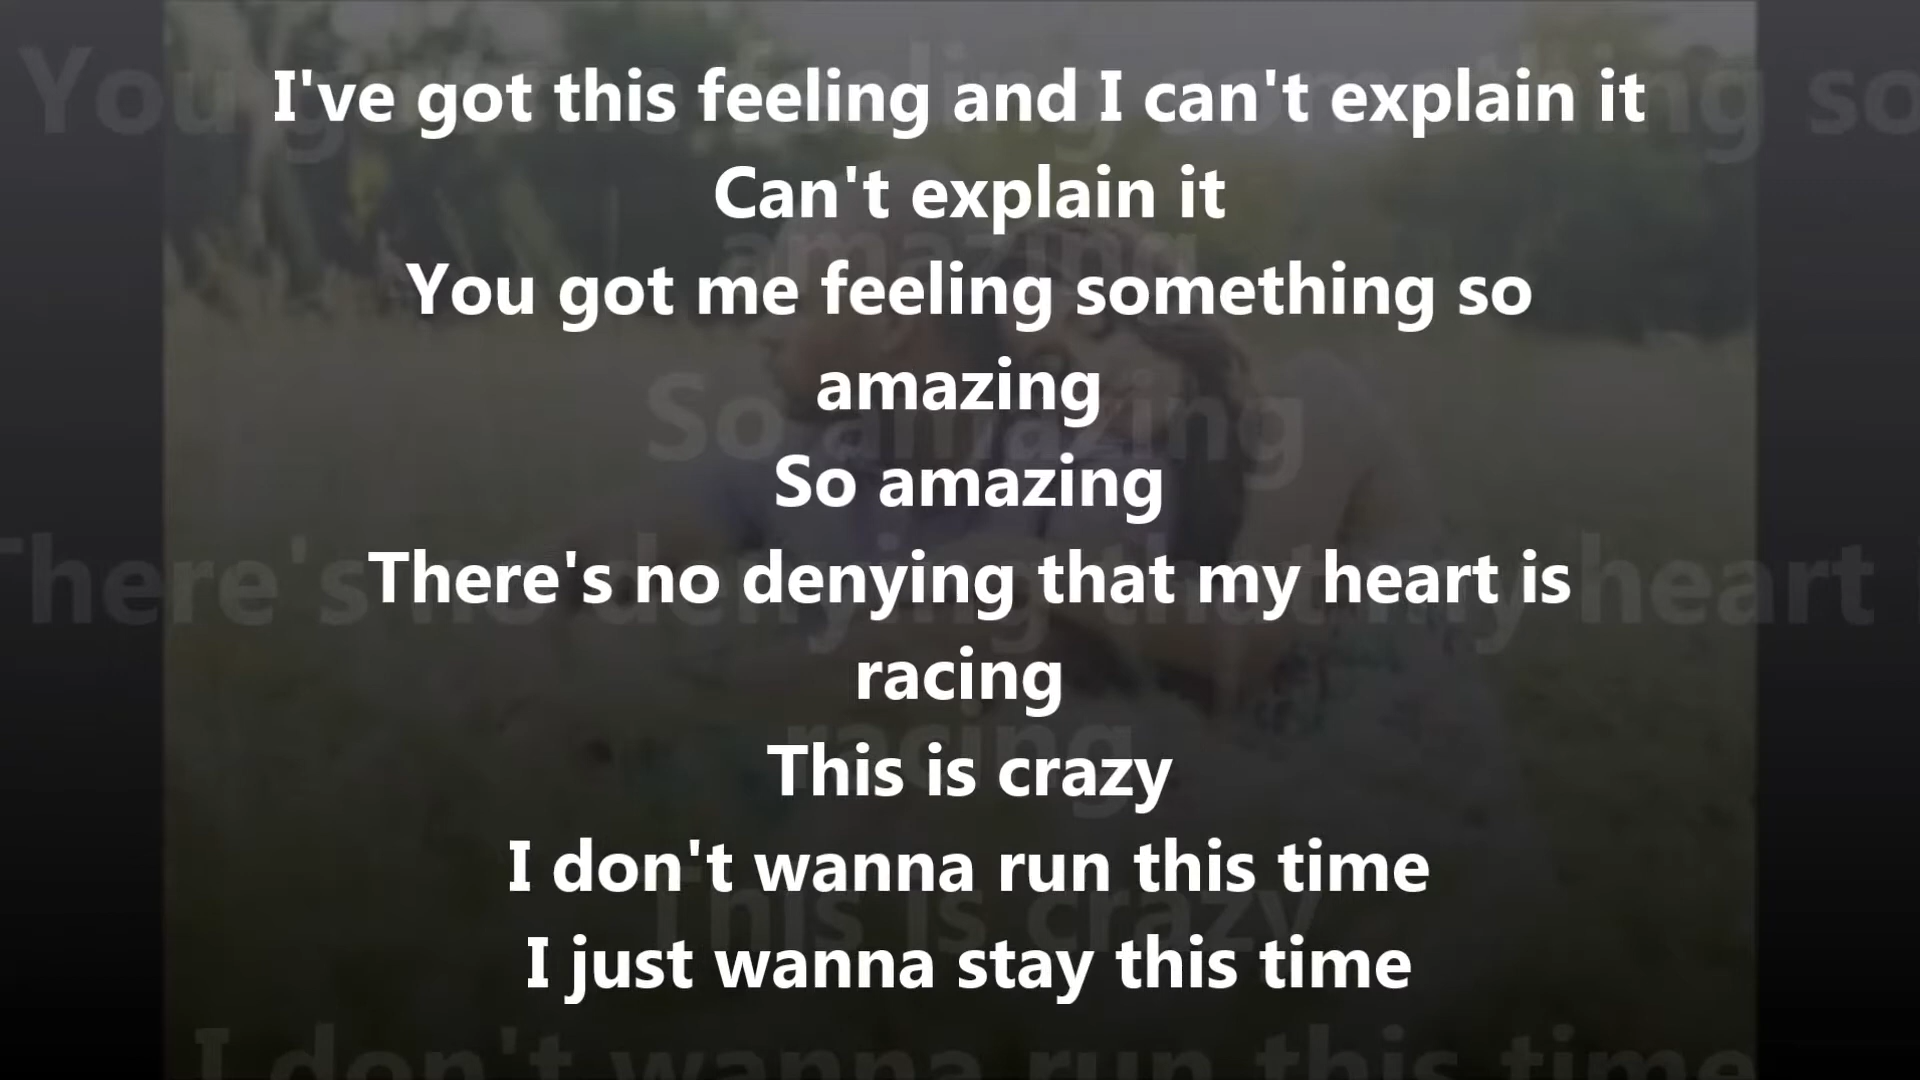 I've got this feeling and I can't explain it
Can't explain it
You got me feeling something so
amazing
So amazing
There's no denying that my heart is
racing
This is crazy
I don't wanna run this time
I just wanna stay this time